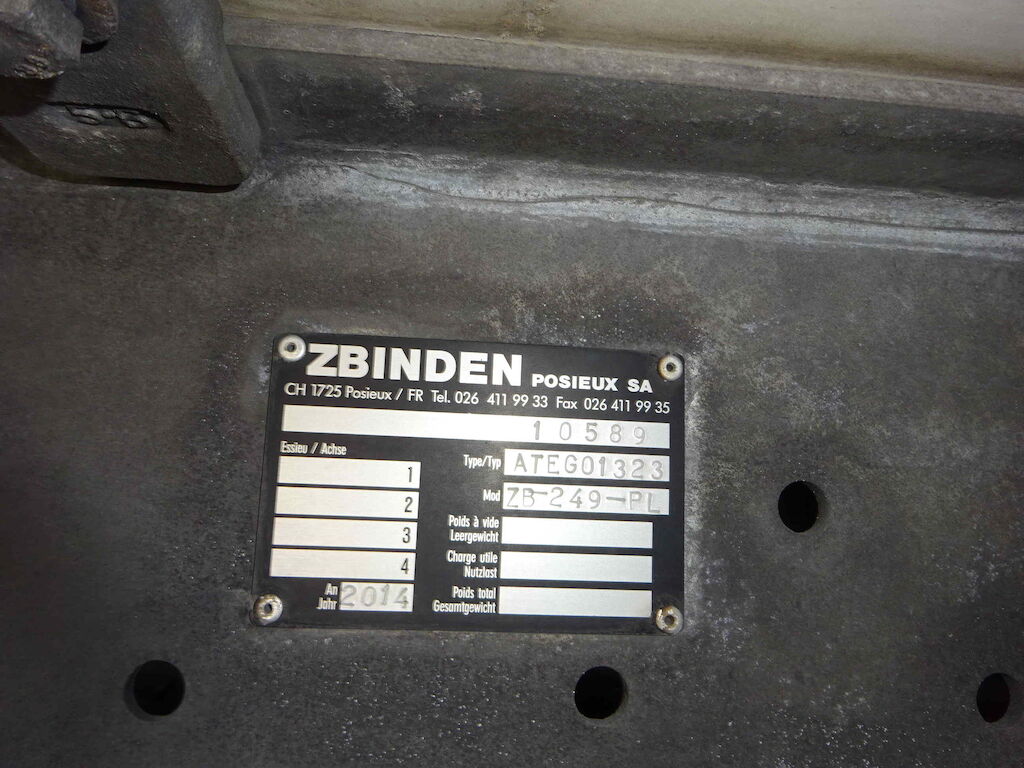 ZBINDEN POSIEUX SA
CH 1725 Posieux / FR Tel. 026 411 99 33 Fax 026 411 99 35
10589
Essieu / Achse
1
2
3
4
An
Jahr
2014
Type/Typ ATEGO1323
Mod ZB-249-PL
Poids à vide
Leergewicht
Charge utile
Nutzlast
Poids total
Gesamtgewicht